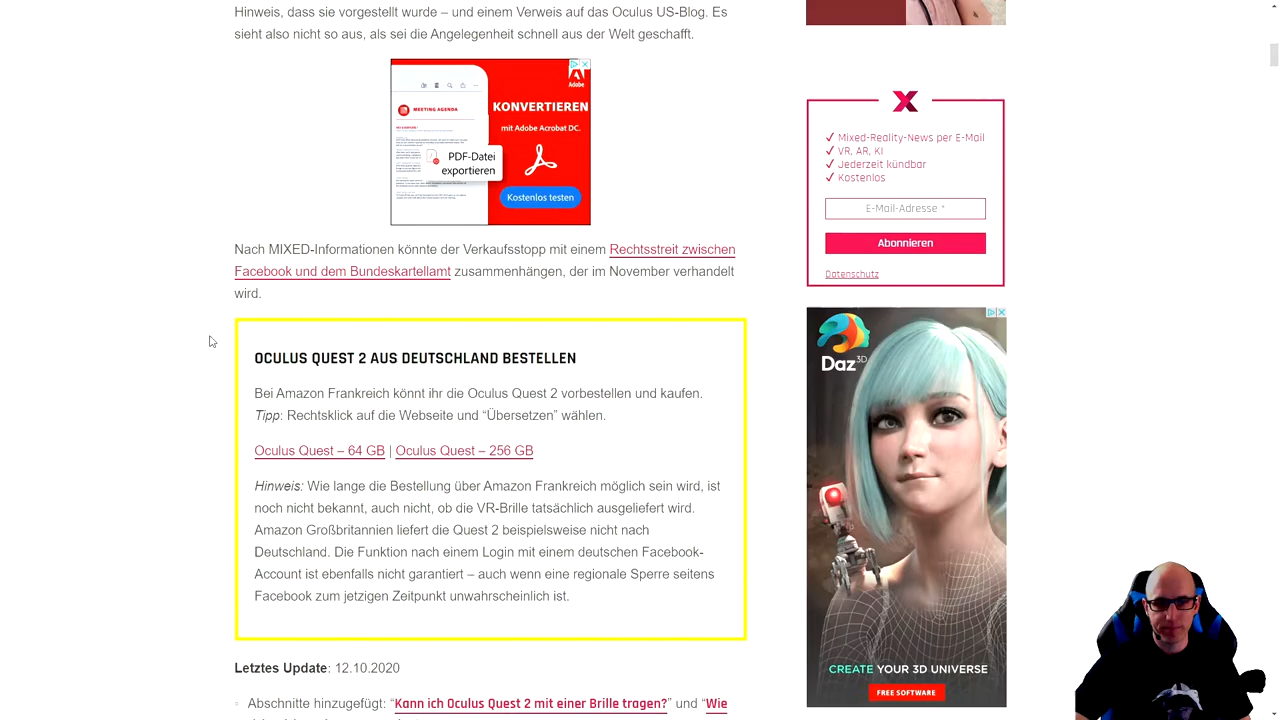 Hinweis, dass sie vorgestellt wurde – und einem Verweis auf das Oculus US-Blog. Es
sieht also nicht so aus, als sei die Angelegenheit schnell aus der Welt geschafft.
MEETING AGENDA
PDF-Datei
exportieren
Adobe
KONVERTIEREN
mit Adobe Acrobat DC.
Kostenlos testen
Nach MIXED-Informationen könnte der Verkaufsstopp mit einem Rechtsstreit zwischen
Facebook und dem Bundeskartellamt zusammenhängen, der im November verhandelt
wird.
OCULUS QUEST 2 AUS DEUTSCHLAND BESTELLEN
Bei Amazon Frankreich könnt ihr die Oculus Quest 2 vorbestellen und kaufen.
Tipp: Rechtsklick auf die Webseite und “Übersetzen” wählen.
Oculus Quest – 64 GB | Oculus Quest – 256 GB
Hinweis: Wie lange die Bestellung über Amazon Frankreich möglich sein wird, ist
noch nicht bekannt, auch nicht, ob die VR-Brille tatsächlich ausgeliefert wird.
Amazon Großbritannien liefert die Quest 2 beispielsweise nicht nach
Deutschland. Die Funktion nach einem Login mit einem deutschen Facebook-
Account ist ebenfalls nicht garantiert – auch wenn eine regionale Sperre seitens
Facebook zum jetzigen Zeitpunkt unwahrscheinlich ist.
Letztes Update: 12.10.2020
Abschnitte hinzugefügt: “Kann ich Oculus Quest 2 mit einer Brille tragen?” und “Wie
X
✓ Mixed-Reality-News per E-Mail
✓ VR, AR, KI
✓ Jederzeit kündbar
✓ Kostenlos
E-Mail-Adresse *
Abonnieren
Datenschutz
Daz 3D
CREATE YOUR 3D UNIVERSE
FREE SOFTWARE